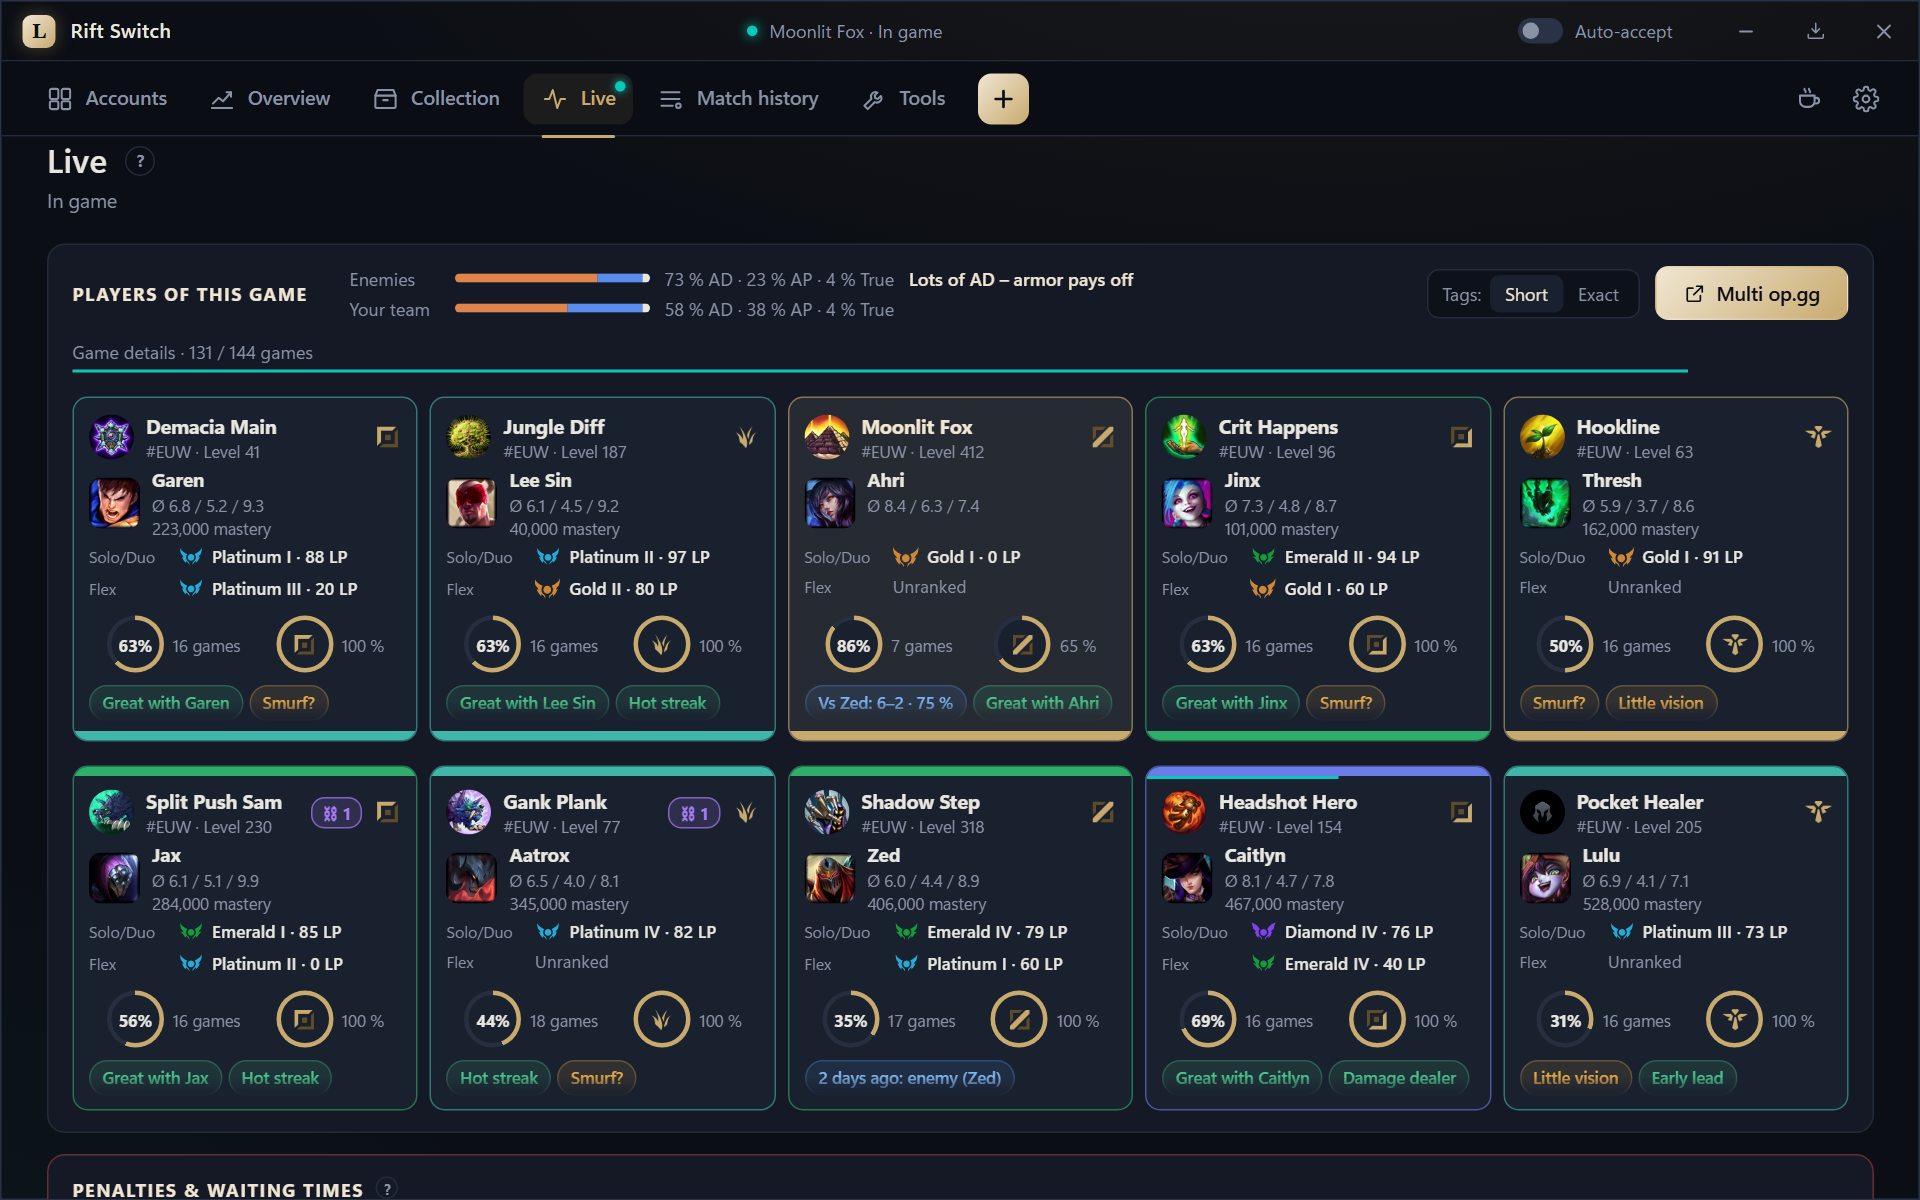 L Rift Switch
Moonlit Fox · In game
Auto-accept
Accounts
Overview
Collection
Live
Match history
Tools
+
Live ?
In game
PLAYERS OF THIS GAME
Enemies 73 % AD · 23 % AP · 4 % True Lots of AD – armor pays off
Your team 58 % AD · 38 % AP · 4 % True
Tags: Short Exact
Multi op.gg
Game details · 131 / 144 games
Demacia Main
#EUW · Level 41
Garen
Ø 6.8 / 5.2 / 9.3
223,000 mastery
Solo/Duo Platinum I · 88 LP
Flex Platinum III · 20 LP
63% 16 games 100 %
Great with Garen Smurf?
Jungle Diff
#EUW · Level 187
Lee Sin
Ø 6.1 / 4.5 / 9.2
40,000 mastery
Solo/Duo Platinum II · 97 LP
Flex Gold II · 80 LP
63% 16 games 100 %
Great with Lee Sin Hot streak
Moonlit Fox
#EUW · Level 412
Ahri
Ø 8.4 / 6.3 / 7.4
Solo/Duo Gold I · 0 LP
Flex Unranked
86% 7 games 65 %
Vs Zed: 6–2 · 75 % Great with Ahri
Crit Happens
#EUW · Level 96
Jinx
Ø 7.3 / 4.8 / 8.7
101,000 mastery
Solo/Duo Emerald II · 94 LP
Flex Gold I · 60 LP
63% 16 games 100 %
Great with Jinx Smurf?
Hookline
#EUW · Level 63
Thresh
Ø 5.9 / 3.7 / 8.6
162,000 mastery
Solo/Duo Gold I · 91 LP
Flex Unranked
50% 16 games 100 %
Smurf? Little vision
Split Push Sam 1
#EUW · Level 230
Jax
Ø 6.1 / 5.1 / 9.9
284,000 mastery
Solo/Duo Emerald I · 85 LP
Flex Platinum II · 0 LP
56% 16 games 100 %
Great with Jax Hot streak
Gank Plank 1
#EUW · Level 77
Aatrox
Ø 6.5 / 4.0 / 8.1
345,000 mastery
Solo/Duo Platinum IV · 82 LP
Flex Unranked
44% 18 games 100 %
Hot streak Smurf?
Shadow Step
#EUW · Level 318
Zed
Ø 6.0 / 4.4 / 8.9
406,000 mastery
Solo/Duo Emerald IV · 79 LP
Flex Platinum I · 60 LP
35% 17 games 100 %
2 days ago: enemy (Zed)
Headshot Hero
#EUW · Level 154
Caitlyn
Ø 8.1 / 4.7 / 7.8
467,000 mastery
Solo/Duo Diamond IV · 76 LP
Flex Emerald IV · 40 LP
69% 16 games 100 %
Great with Caitlyn Damage dealer
Pocket Healer
#EUW · Level 205
Lulu
Ø 6.9 / 4.1 / 7.1
528,000 mastery
Solo/Duo Platinum III · 73 LP
Flex Unranked
31% 16 games 100 %
Little vision Early lead
PENALTIES & WAITING TIMES ?